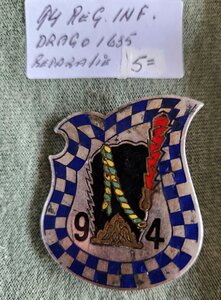 94 REG. INF.
DRAGO 1635
REPARATIE 5=
9 4